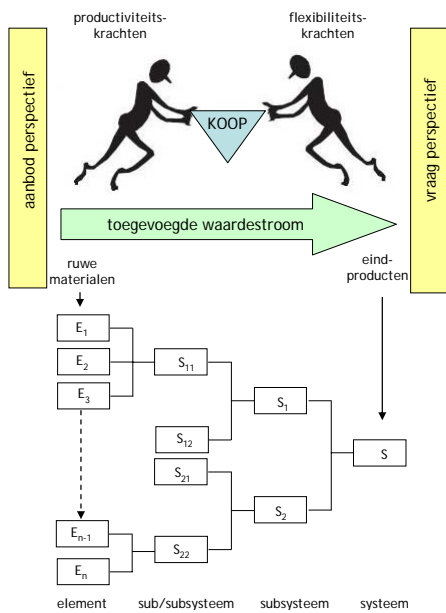 productiviteits-
krachten
flexibiliteits-
krachten
aanbod perspectief
KOOP
vraag perspectief
toegevoegde waardestroom
ruwe
materialen
eind-
producten
E₁
E₂
E₃
S₁₁
S₁
S₁₂
S
S₂₁
S₂
Eₙ₋₁
S₂₂
Eₙ
element sub/subsysteem subsysteem systeem